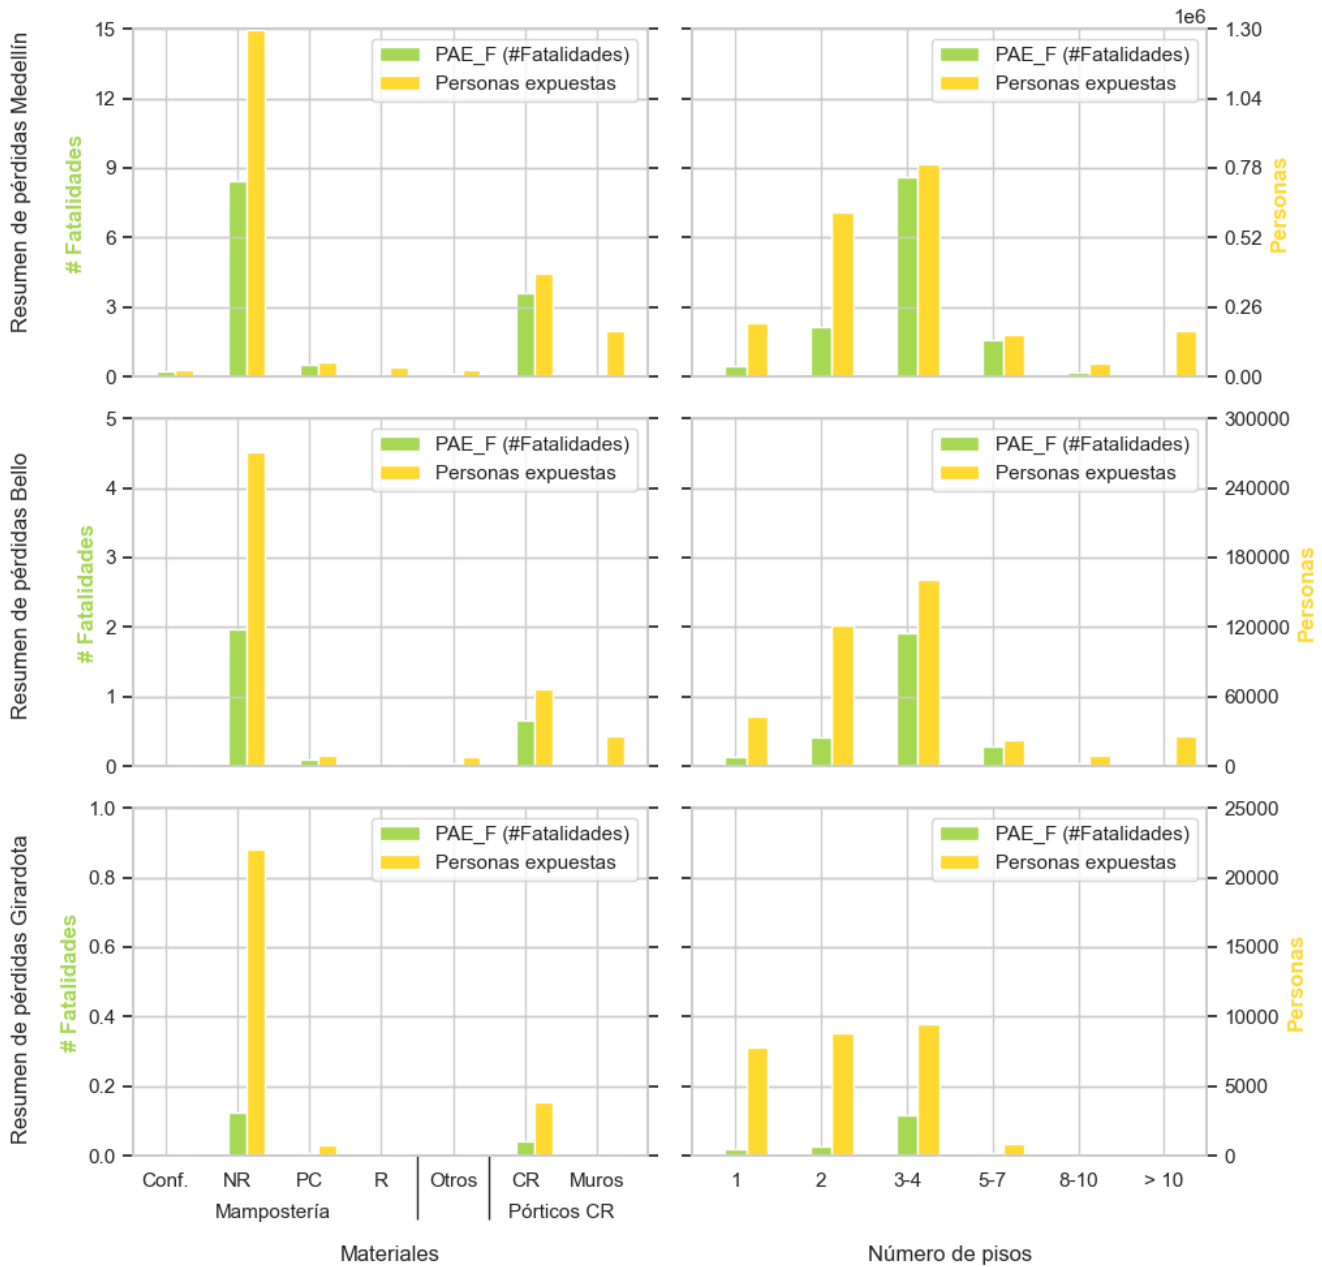 1e6
Resumen de pérdidas Medellín
# Fatalidades
15
12
9
6
3
0
PAE_F (#Fatalidades)
Personas expuestas
PAE_F (#Fatalidades)
Personas expuestas
1.30
1.04
0.78
0.52
0.26
0.00
Personas
Resumen de pérdidas Bello
# Fatalidades
5
4
3
2
1
0
PAE_F (#Fatalidades)
Personas expuestas
PAE_F (#Fatalidades)
Personas expuestas
300000
240000
180000
120000
60000
0
Personas
Resumen de pérdidas Girardota
# Fatalidades
1.0
0.8
0.6
0.4
0.2
0.0
PAE_F (#Fatalidades)
Personas expuestas
PAE_F (#Fatalidades)
Personas expuestas
25000
20000
15000
10000
5000
0
Personas
Conf. NR PC R Otros CR Muros
Mampostería Pórticos CR
Materiales
1 2 3-4 5-7 8-10 > 10
Número de pisos